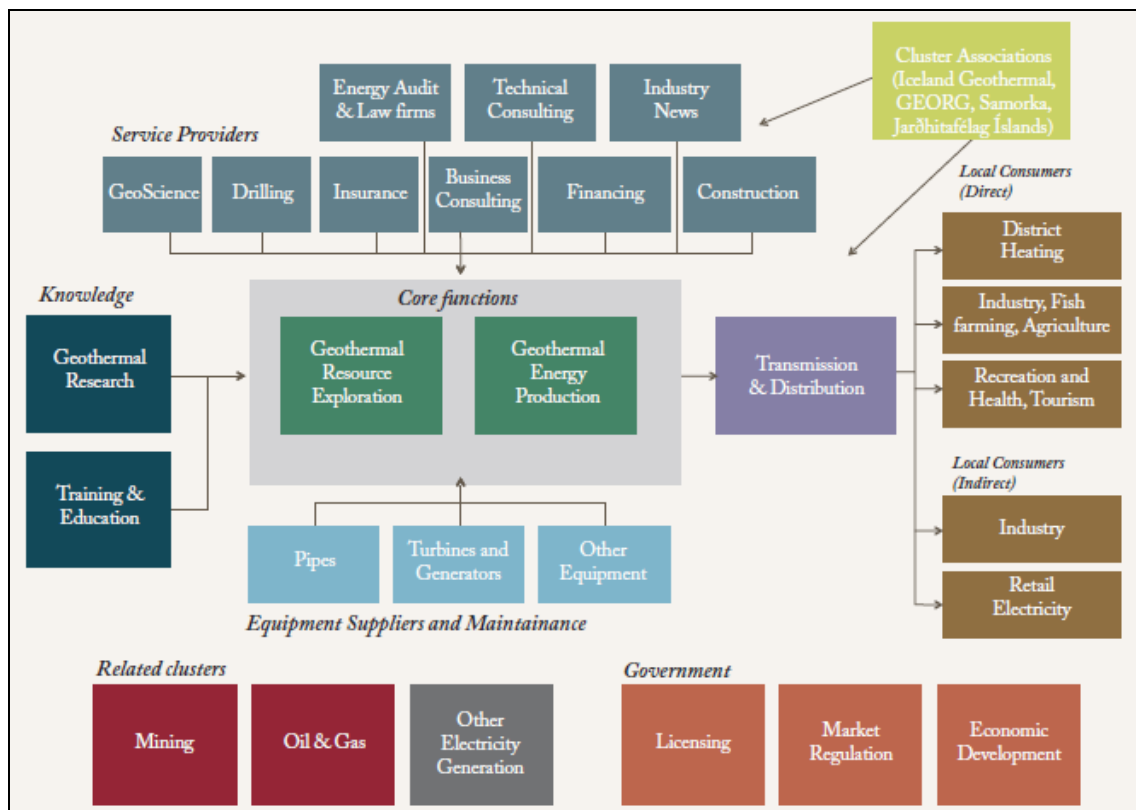 Energy Audit
& Law firms
Technical
Consulting
Industry
News
Cluster Associations
(Iceland Geothermal,
GEORG, Samorka,
Jarðhitafélag Íslands)
Service Providers
GeoScience
Drilling
Insurance
Business
Consulting
Financing
Construction
Local Consumers
(Direct)
District
Heating
Industry, Fish
farming, Agriculture
Recreation and
Health, Tourism
Knowledge
Geothermal
Research
Training &
Education
Core functions
Geothermal
Resource
Exploration
Geothermal
Energy
Production
Transmission
& Distribution
Local Consumers
(Indirect)
Industry
Retail
Electricity
Pipes
Turbines and
Generators
Other
Equipment
Equipment Suppliers and Maintainance
Related clusters
Mining
Oil & Gas
Other
Electricity
Generation
Government
Licensing
Market
Regulation
Economic
Development